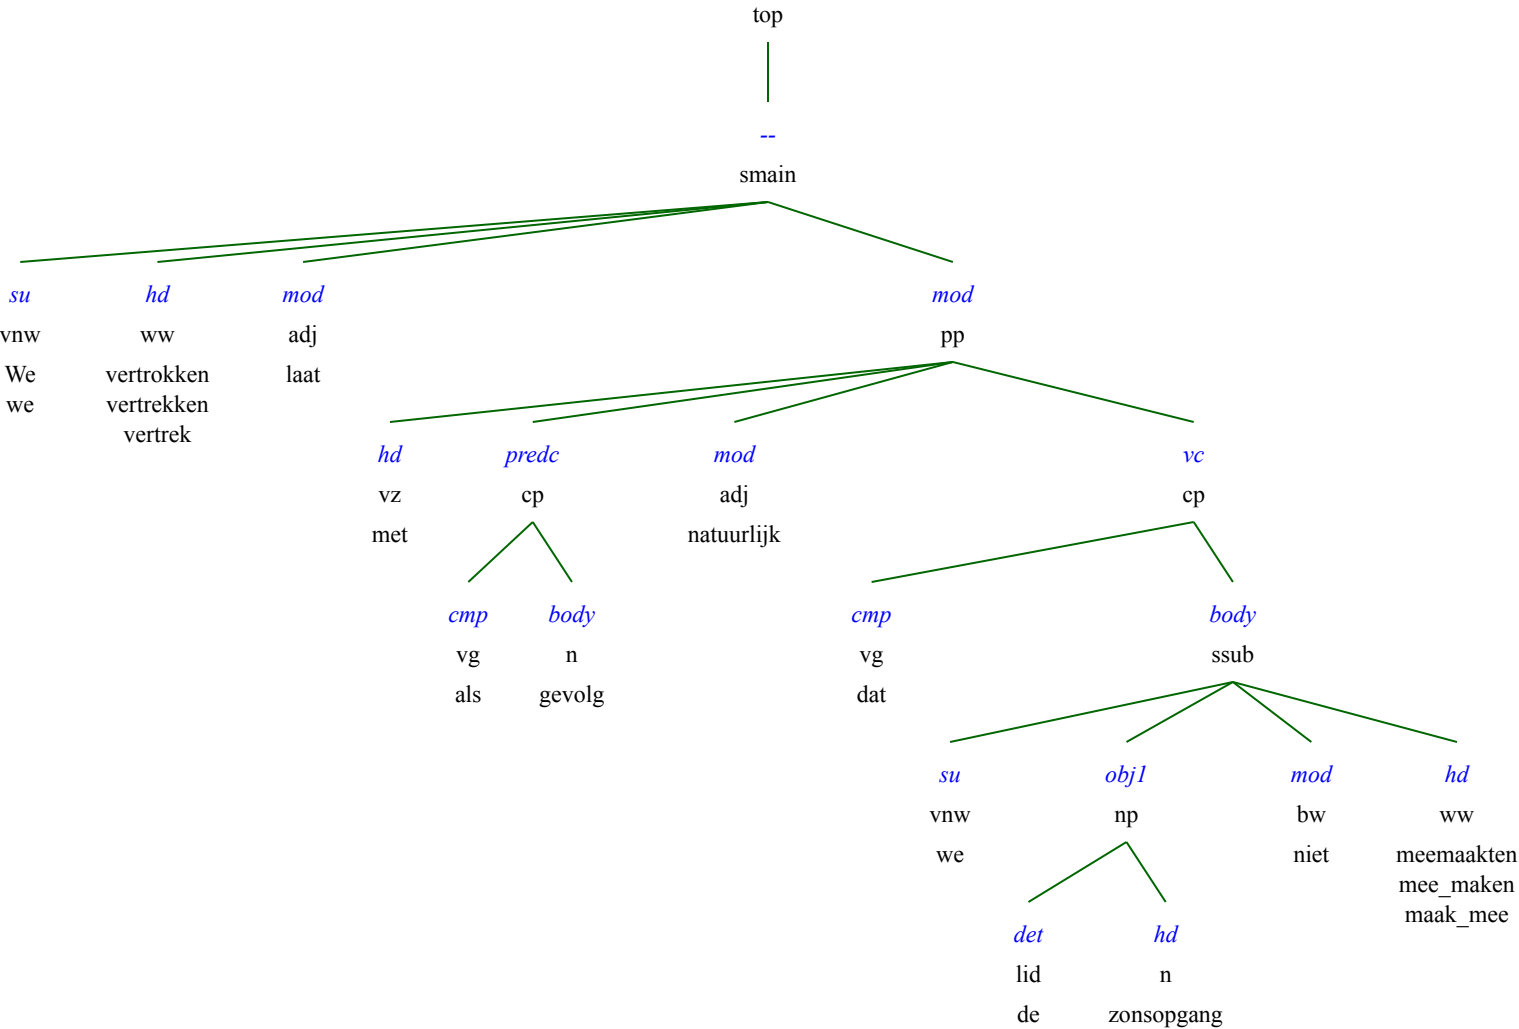 top
--
smain
su hd mod mod
vnw ww adj pp
We vertrokken laat
we vertrekken
vertrek
hd predc mod vc
vz cp adj cp
met natuurlijk
cmp body cmp body
vg n vg ssub
als gevolg dat
su obj1 mod hd
vnw np bw ww
we niet meemaakten
mee_maken
maak_mee
det hd
lid n
de zonsopgang